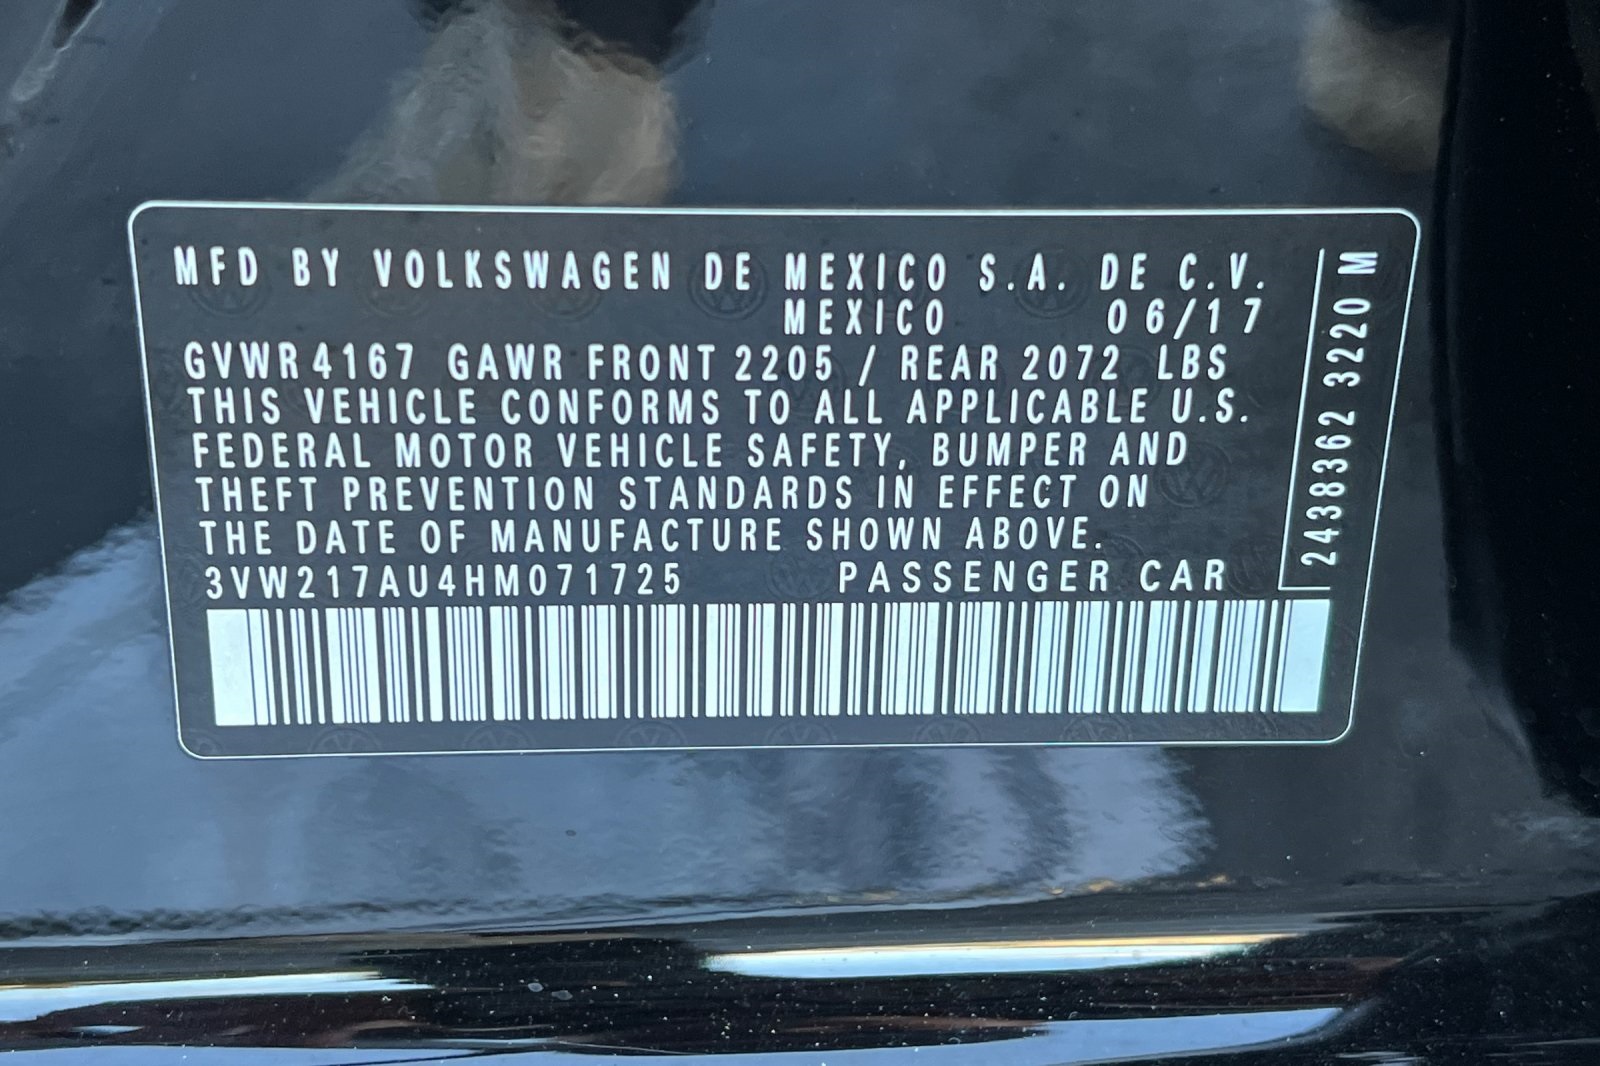 MFD BY VOLKSWAGEN DE MEXICO S.A. DE C.V.
MEXICO 06/17
GVWR 4167 GAWR FRONT 2205 / REAR 2072 LBS
THIS VEHICLE CONFORMS TO ALL APPLICABLE U.S.
FEDERAL MOTOR VEHICLE SAFETY, BUMPER AND
THEFT PREVENTION STANDARDS IN EFFECT ON
THE DATE OF MANUFACTURE SHOWN ABOVE.
3VW217AU4HM071725 PASSENGER CAR
2438362 3220 M